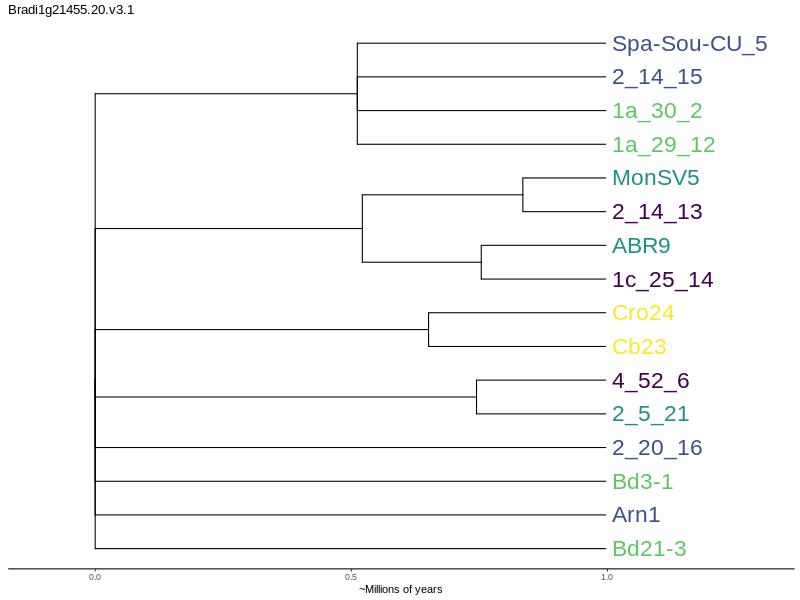 Bradi1g21455.20.v3.1
Spa-Sou-CU_5
2_14_15
1a_30_2
1a_29_12
MonSV5
2_14_13
ABR9
1c_25_14
Cro24
Cb23
4_52_6
2_5_21
2_20_16
Bd3-1
Arn1
Bd21-3
0.0 0.5 1.0
~Millions of years